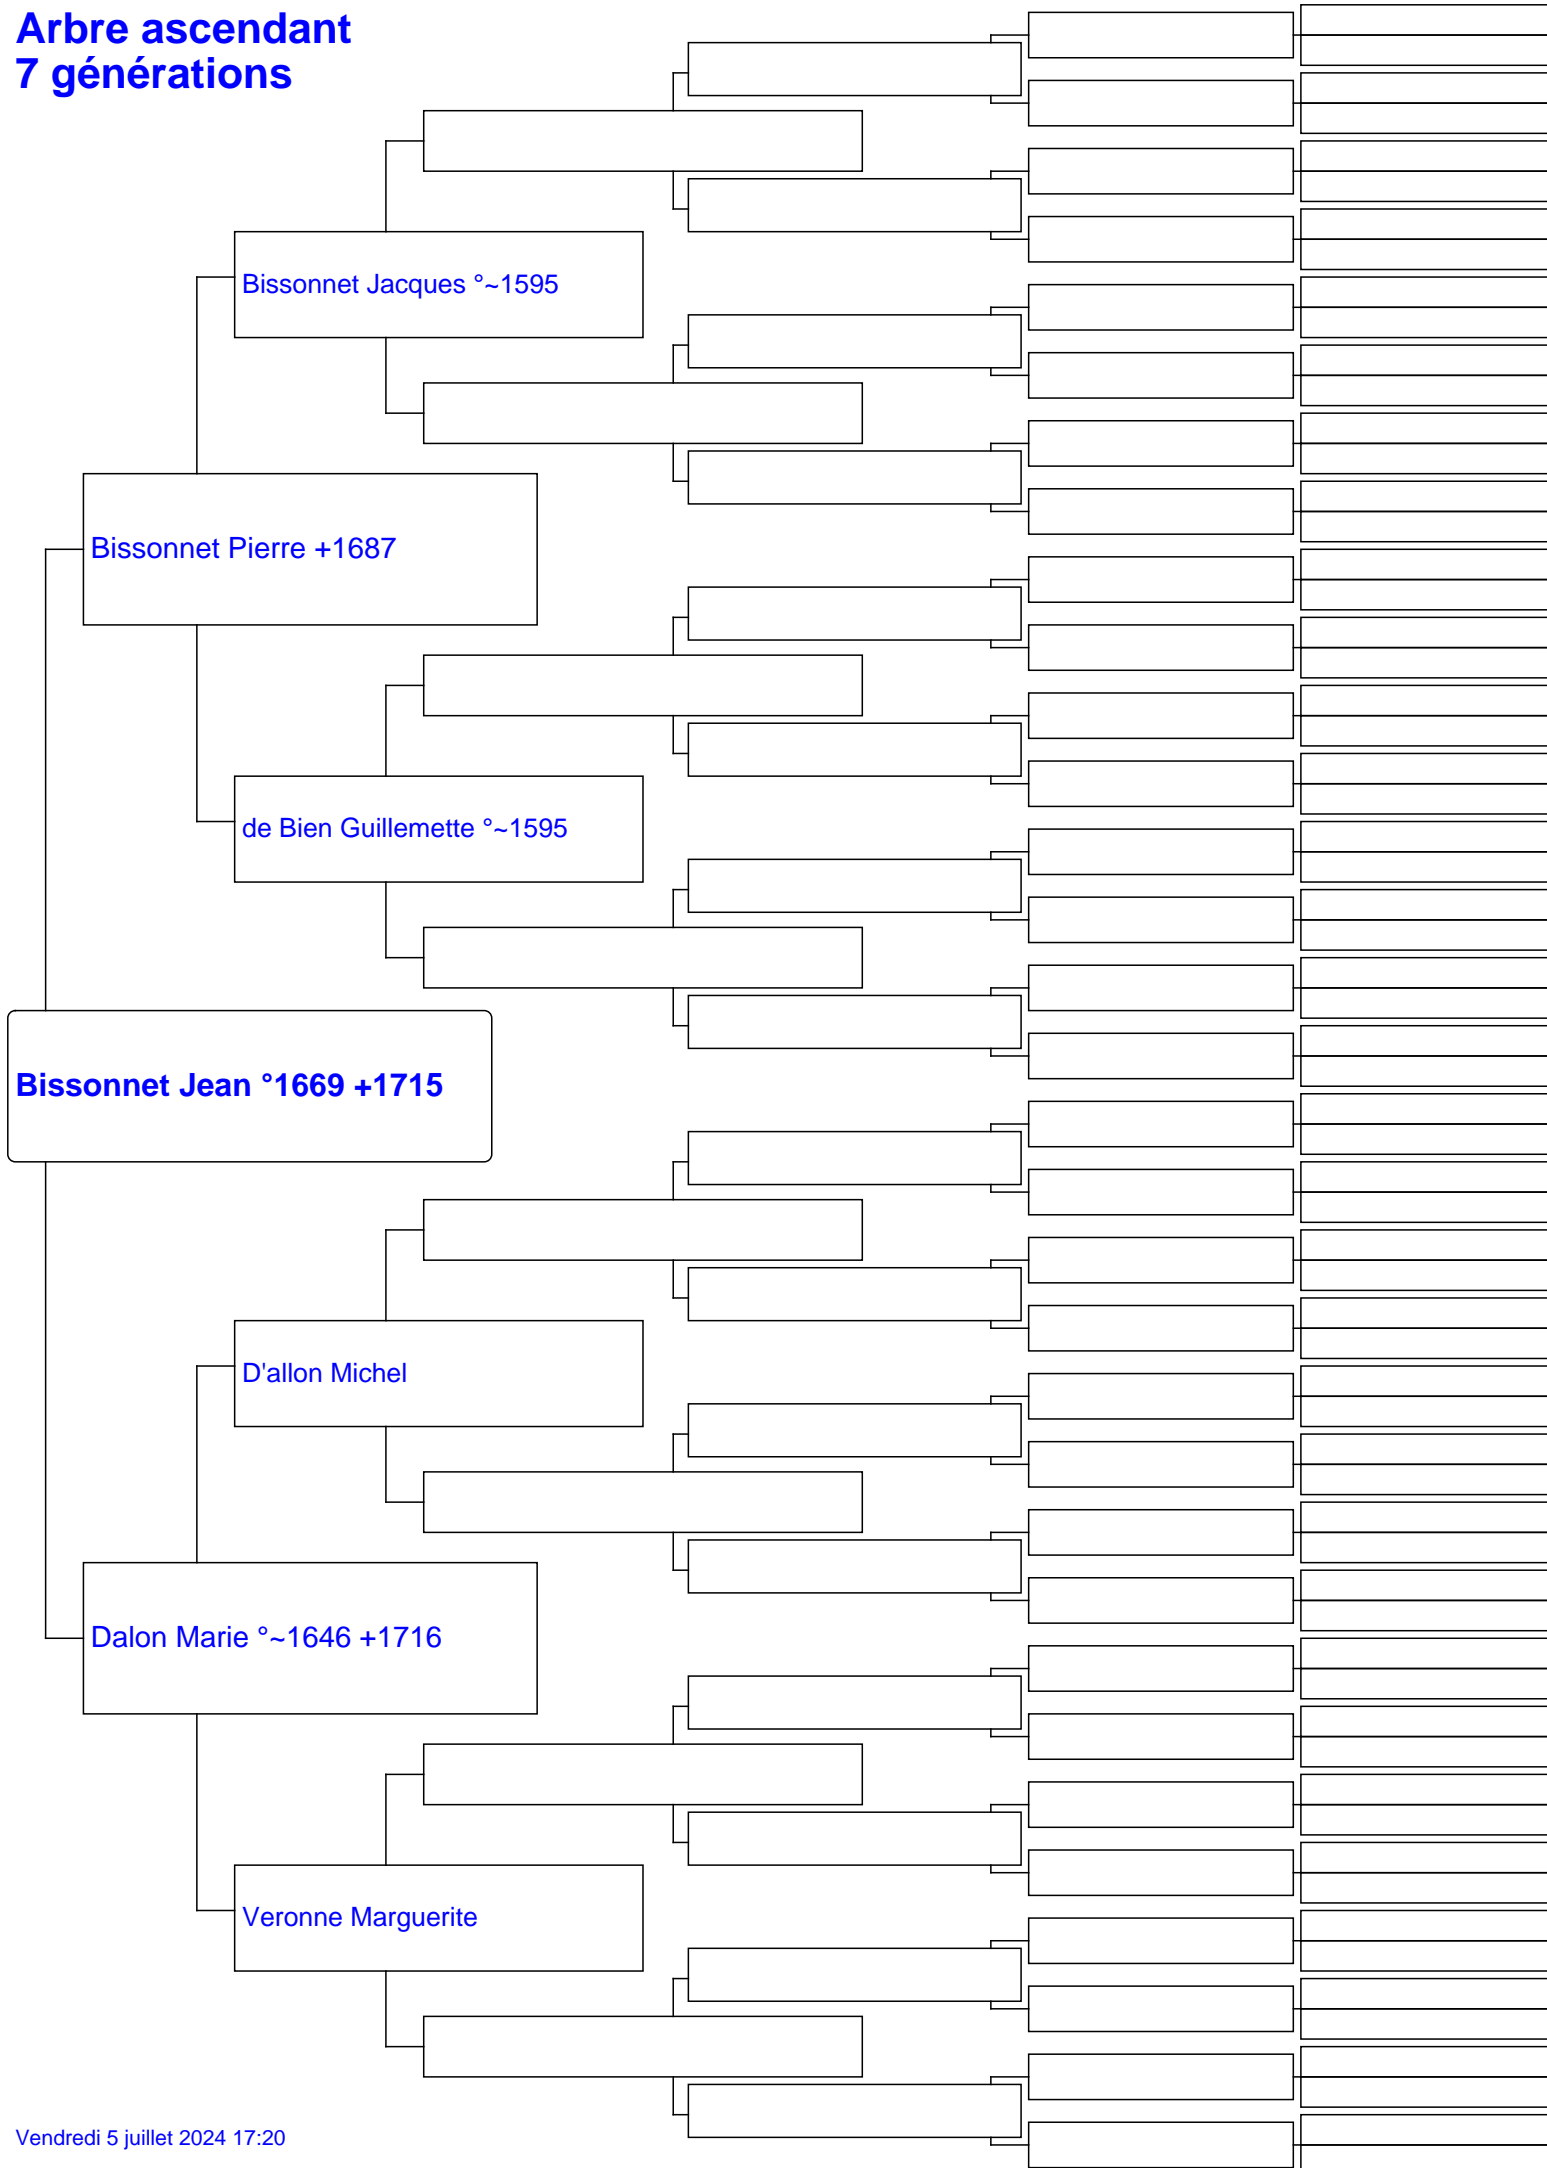 Arbre ascendant
7 générations
Bissonnet Jacques °~1595
Bissonnet Pierre +1687
de Bien Guillemette °~1595
Bissonnet Jean °1669 +1715
D'allon Michel
Dalon Marie °~1646 +1716
Veronne Marguerite
Vendredi 5 juillet 2024 17:20